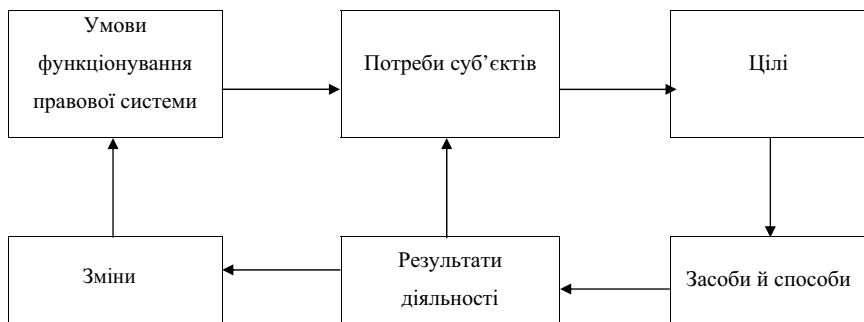 Умови
функціонування
правової системи
Потреби суб’єктів
Цілі
Зміни
Результати
діяльності
Засоби й способи